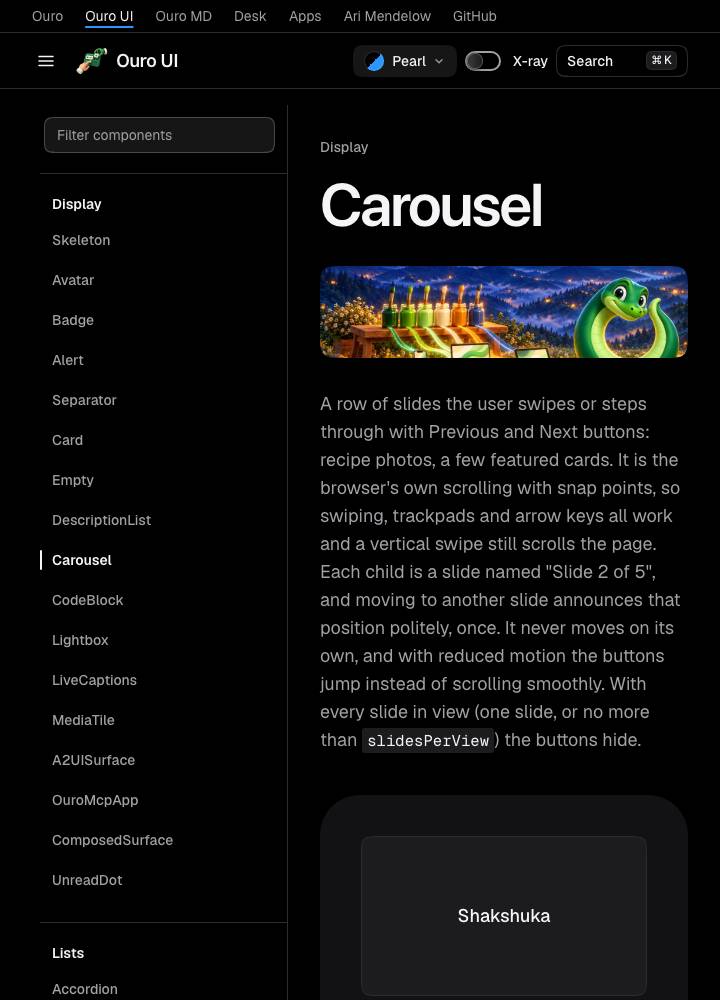 Ouro Ouro UI Ouro MD Desk Apps Ari Mendelow GitHub
Ouro UI Pearl X-ray Search ⌘ K
Filter components
Display
Skeleton
Avatar
Badge
Alert
Separator
Card
Empty
DescriptionList
Carousel
CodeBlock
Lightbox
LiveCaptions
MediaTile
A2UISurface
OuroMcpApp
ComposedSurface
UnreadDot
Lists
Accordion
Display
Carousel
A row of slides the user swipes or steps
through with Previous and Next buttons:
recipe photos, a few featured cards. It is the
browser's own scrolling with snap points, so
swiping, trackpads and arrow keys all work
and a vertical swipe still scrolls the page.
Each child is a slide named "Slide 2 of 5",
and moving to another slide announces that
position politely, once. It never moves on its
own, and with reduced motion the buttons
jump instead of scrolling smoothly. With
every slide in view (one slide, or no more
than slidesPerView) the buttons hide.
Shakshuka